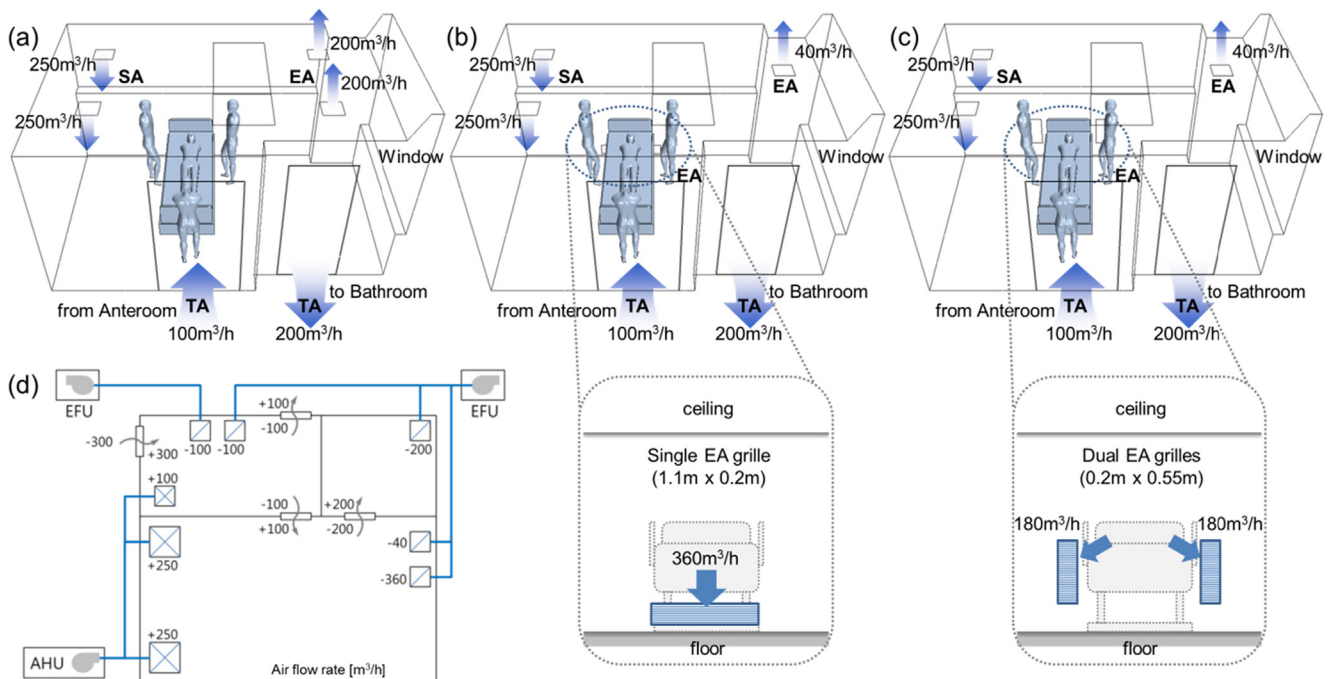 (a)
200m³/h
250m³/h
SA
EA
200m³/h
250m³/h
Window
from Anteroom
TA
100m³/h
to Bathroom
TA
200m³/h
(b)
250m³/h
SA
40m³/h
EA
250m³/h
Window
EA
from Anteroom
TA
100m³/h
to Bathroom
TA
200m³/h
(c)
250m³/h
SA
40m³/h
EA
250m³/h
Window
EA
from Anteroom
TA
100m³/h
to Bathroom
TA
200m³/h
(d)
EFU
EFU
+100
-100
-300
+300
-100
-100
-200
+100
-100
+100
+200
-200
-40
+250
-360
+250
AHU
Air flow rate [m³/h]
ceiling
Single EA grille
(1.1m x 0.2m)
360m³/h
floor
ceiling
Dual EA grilles
(0.2m x 0.55m)
180m³/h
180m³/h
floor